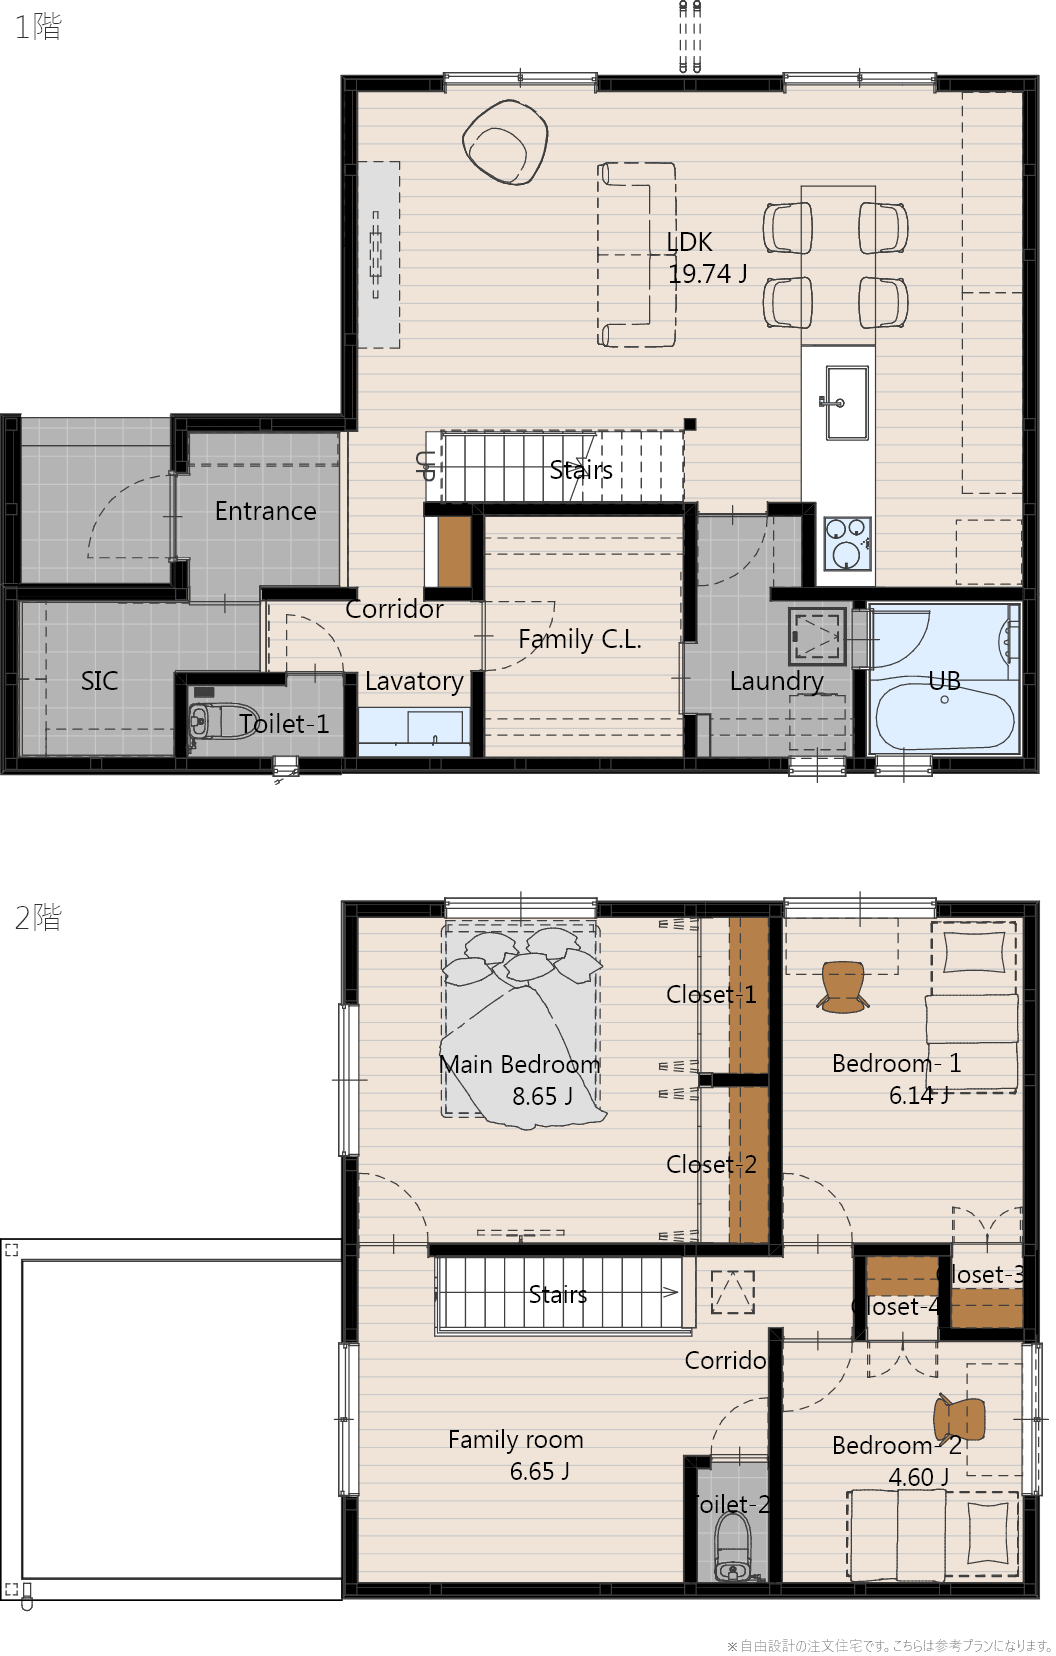 1階
LDK
19.74 J
UP
Stairs
Entrance
Corridor
Family C.L.
SIC
Lavatory
Laundry
UB
Toilet-1
2階
Closet-1
Main Bedroom
8.65 J
Bedroom- 1
6.14 J
Closet-2
Closet-3
Stairs
Closet-4
Corrido
Family room
6.65 J
Bedroom- 2
4.60 J
Toilet-2
※自由設計の注文住宅です。こちらは参考プランになります。